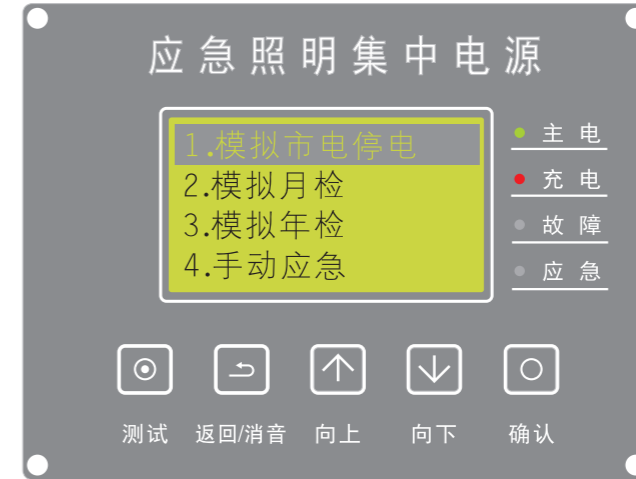 应急照明集中电源
1.模拟市电停电
2.模拟月检
3.模拟年检
4.手动应急
主电
充电
故障
应急
测试 返回/消音 向上 向下 确认